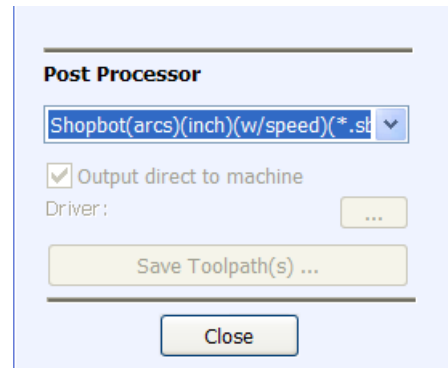 Post Processor
Shopbot(arcs)(inch)(w/speed)(*.sb
Output direct to machine
Driver:
...
Save Toolpath(s) ...
Close